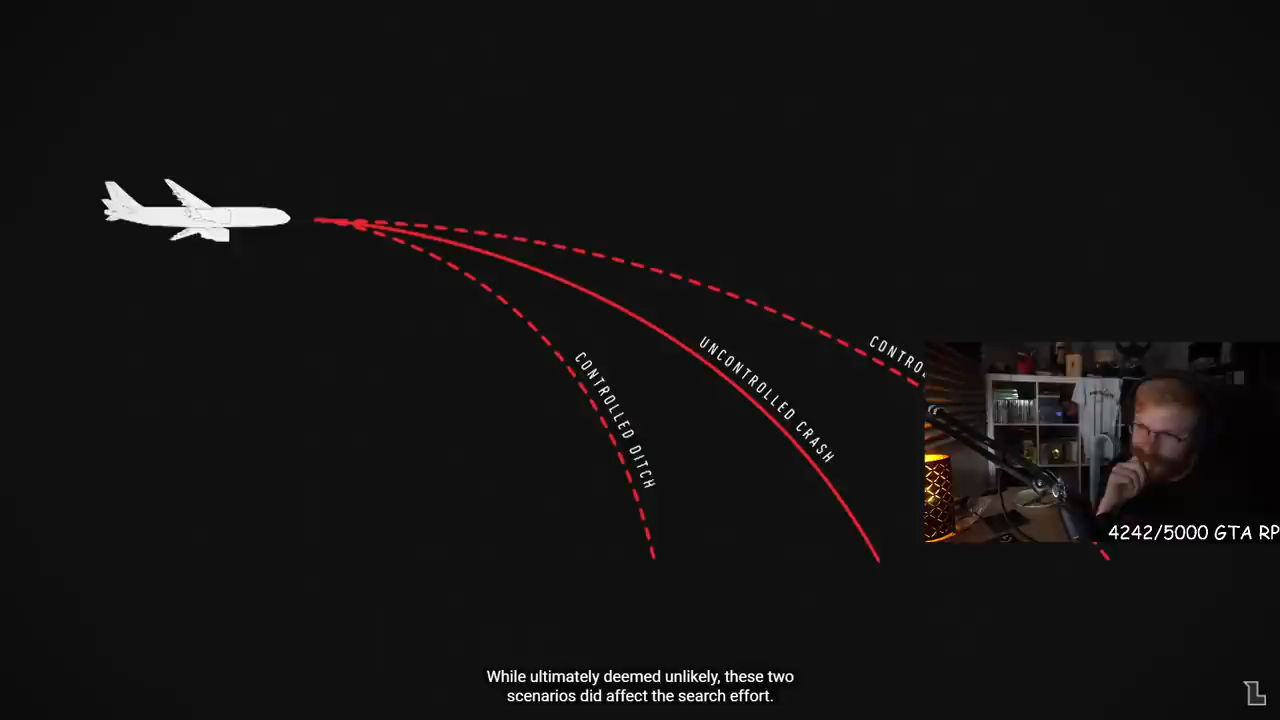 CONTRO
UNCONTROLLED CRASH
CONTROLLED DITCH
4242/5000 GTA RP
While ultimately deemed unlikely, these two
scenarios did affect the search effort.